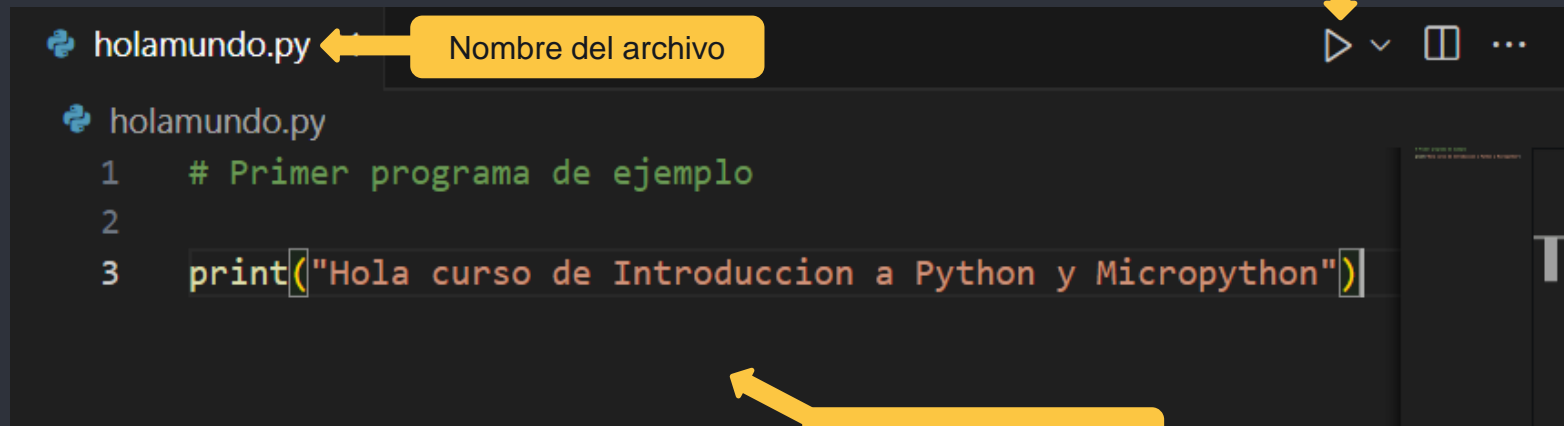 holamundo.py
Nombre del archivo
holamundo.py
1 # Primer programa de ejemplo
2
3 print("Hola curso de Introduccion a Python y Micropython")